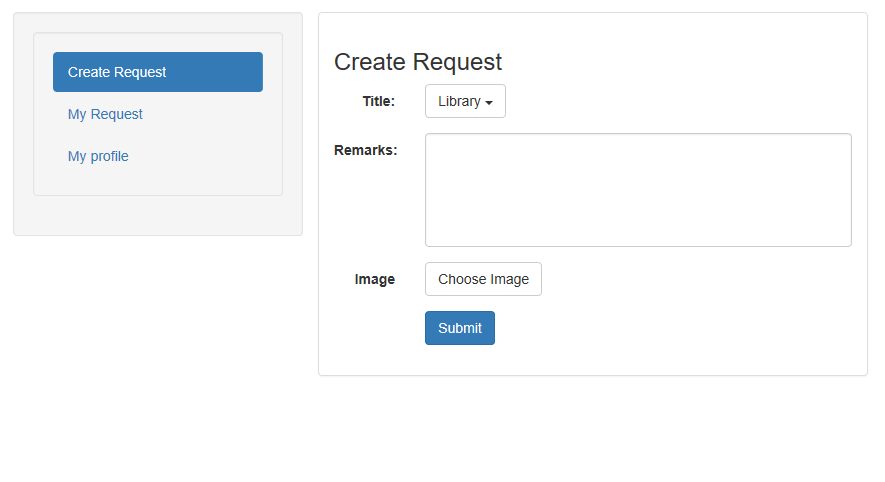 Create Request
My Request
My profile
Create Request
Title: Library
Remarks:
Image Choose Image
Submit